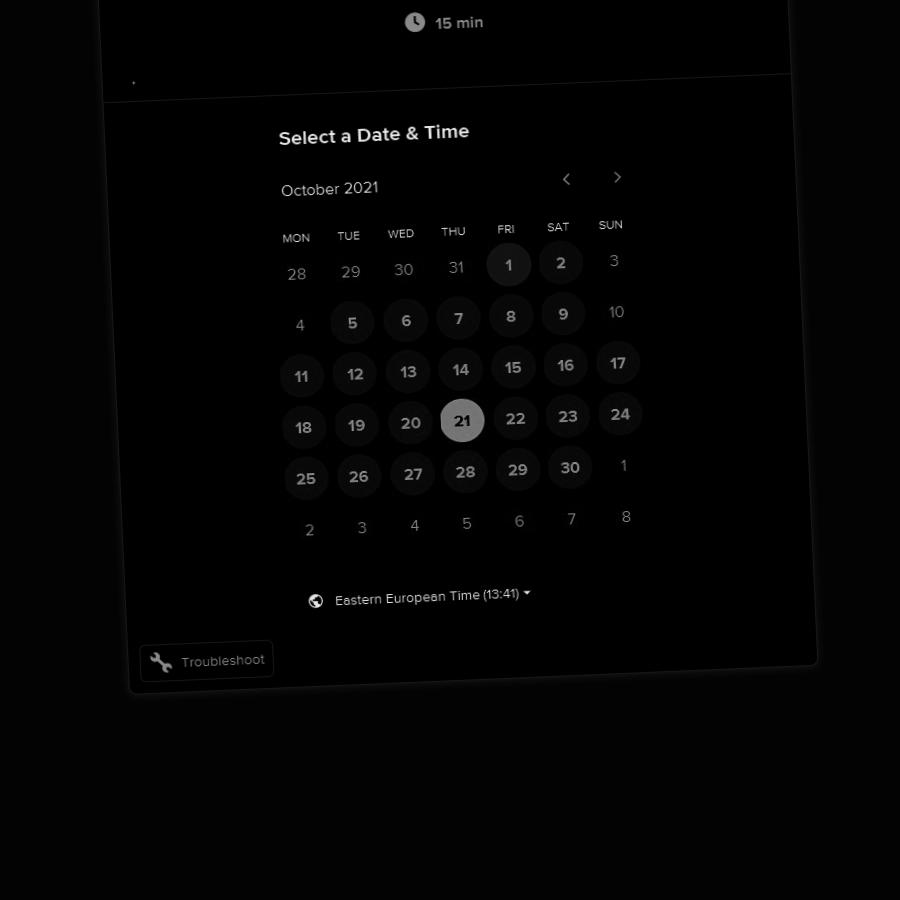 15 min
Select a Date & Time
October 2021
MON TUE WED THU FRI SAT SUN
28 29 30 31 1 2 3
4 5 6 7 8 9 10
11 12 13 14 15 16 17
18 19 20 21 22 23 24
25 26 27 28 29 30 1
2 3 4 5 6 7 8
Eastern European Time (13:41)
Troubleshoot